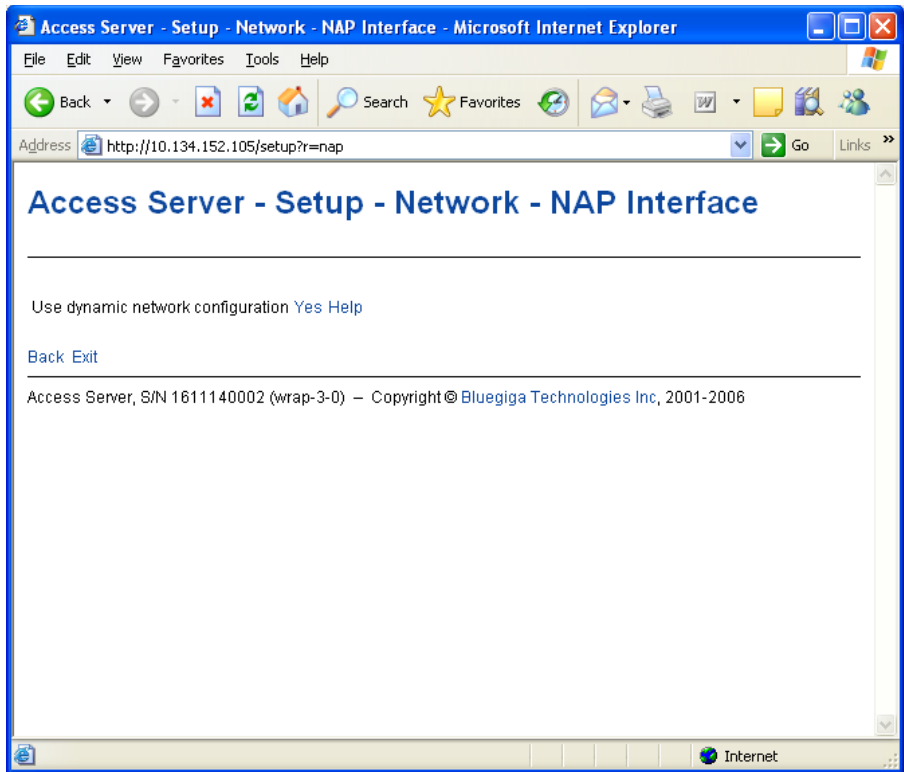 Access Server - Setup - Network - NAP Interface - Microsoft Internet Explorer
File Edit View Favorites Tools Help
Back Search Favorites W
Address http://10.134.152.105/setup?r=nap Go Links »
Access Server - Setup - Network - NAP Interface
Use dynamic network configuration Yes Help
Back Exit
Access Server, S/N 1611140002 (wrap-3-0) – Copyright © Bluegiga Technologies Inc, 2001-2006
Internet